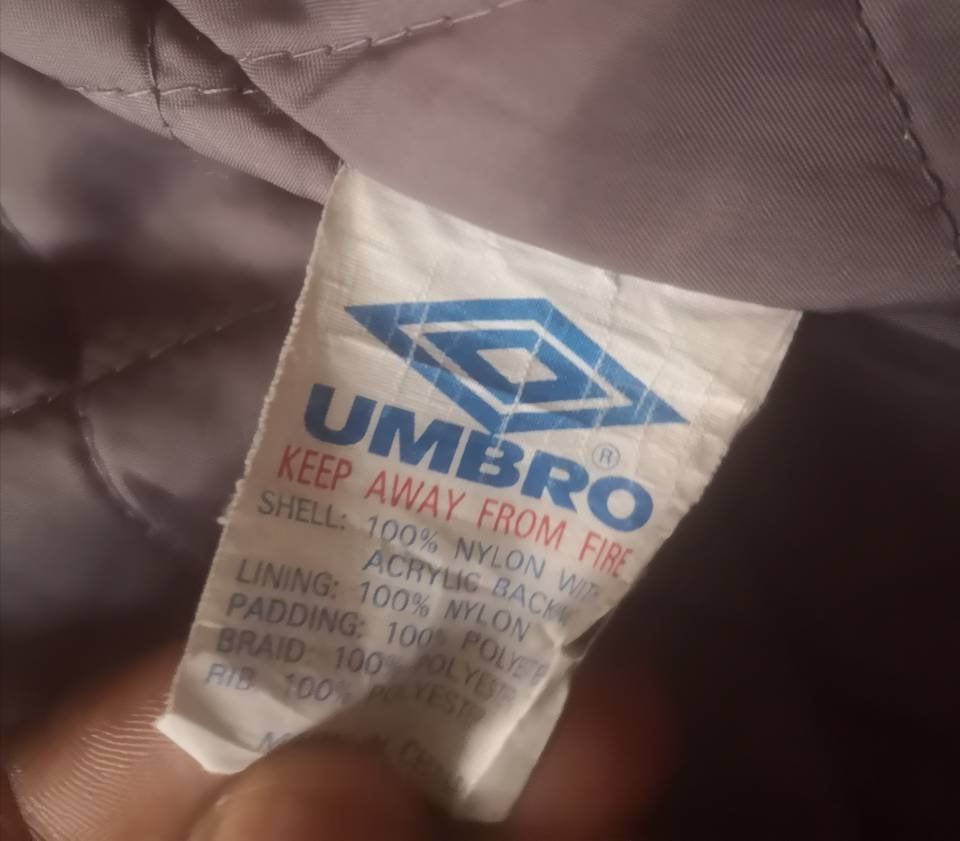 UMBRO ®
KEEP AWAY FROM FIRE
SHELL: 100% NYLON
ACRYLIC
LINING: 100% NYLON
PADDING: 100%
BRAID 100%
RIB 100%